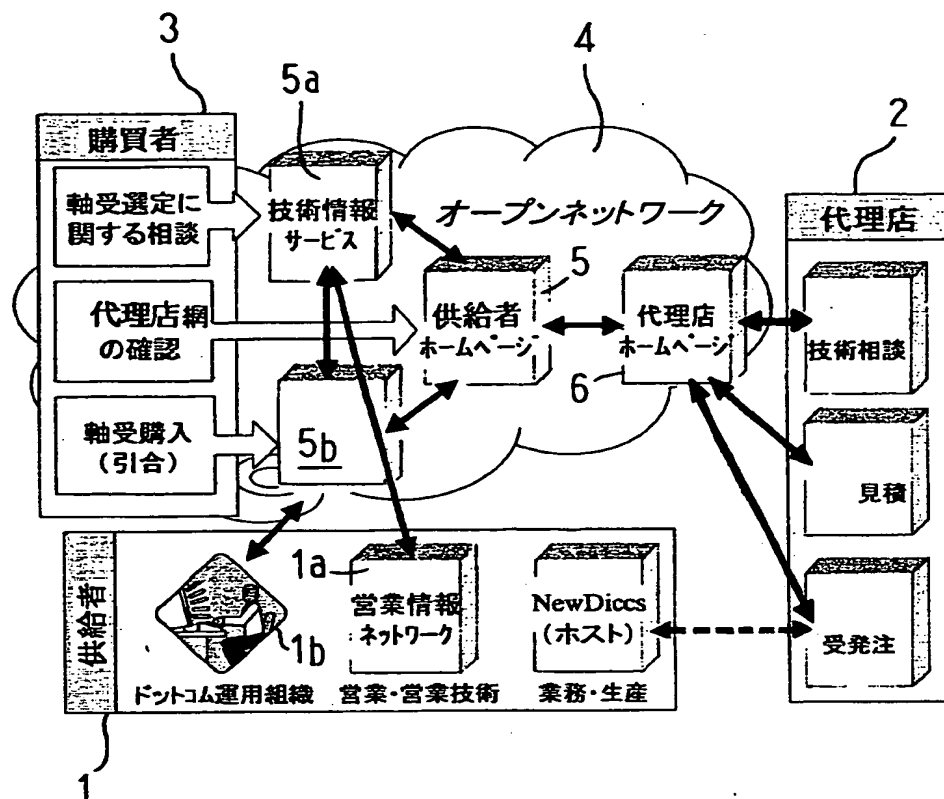 3
5a
4
2
購買者
代理店
軸受選定に
関する相談
技術情報
サービス
オープンネットワーク
5
代理店網
の確認
供給者
ホームページ
代理店
ホームページ
6
技術相談
軸受購入
(引合)
5b
見積
供給者
1a
1b
営業情報
ネットワーク
NewDiccs
(ホスト)
受発注
ドットコム運用組織
営業・営業技術
業務・生産
1